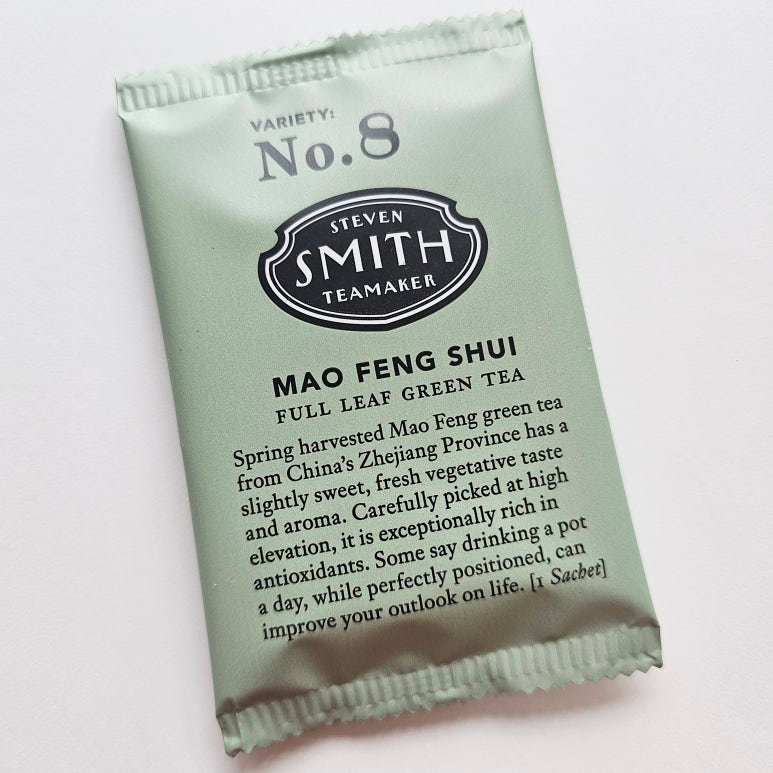 VARIETY:
No.8
STEVEN
SMITH
TEAMAKER
MAO FENG SHUI
FULL LEAF GREEN TEA
Spring harvested Mao Feng green tea
from China's Zhejiang Province has a
slightly sweet, fresh vegetative taste
and aroma. Carefully picked at high
elevation, it is exceptionally rich in
antioxidants. Some say drinking a pot
a day, while perfectly positioned, can
improve your outlook on life. [1 Sachet]